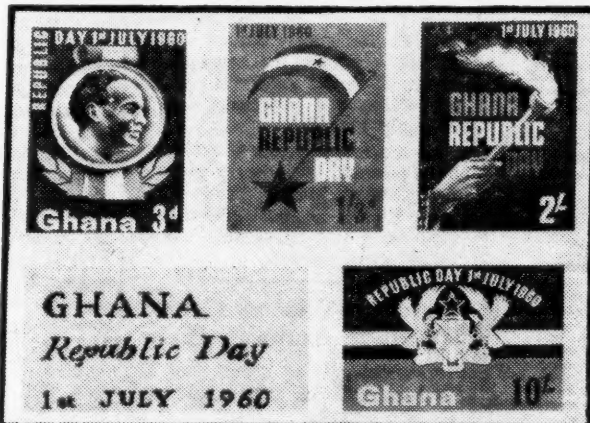 REPUBLIC DAY 1st JULY 1960
Ghana 3d
1st JULY 1960
GHANA
REPUBLIC
DAY
1/3d
1st JULY 1960
GHANA
REPUBLIC
DAY
2/-
GHANA
Republic Day
1st JULY 1960
REPUBLIC DAY 1st JULY 1960
Ghana 10/-